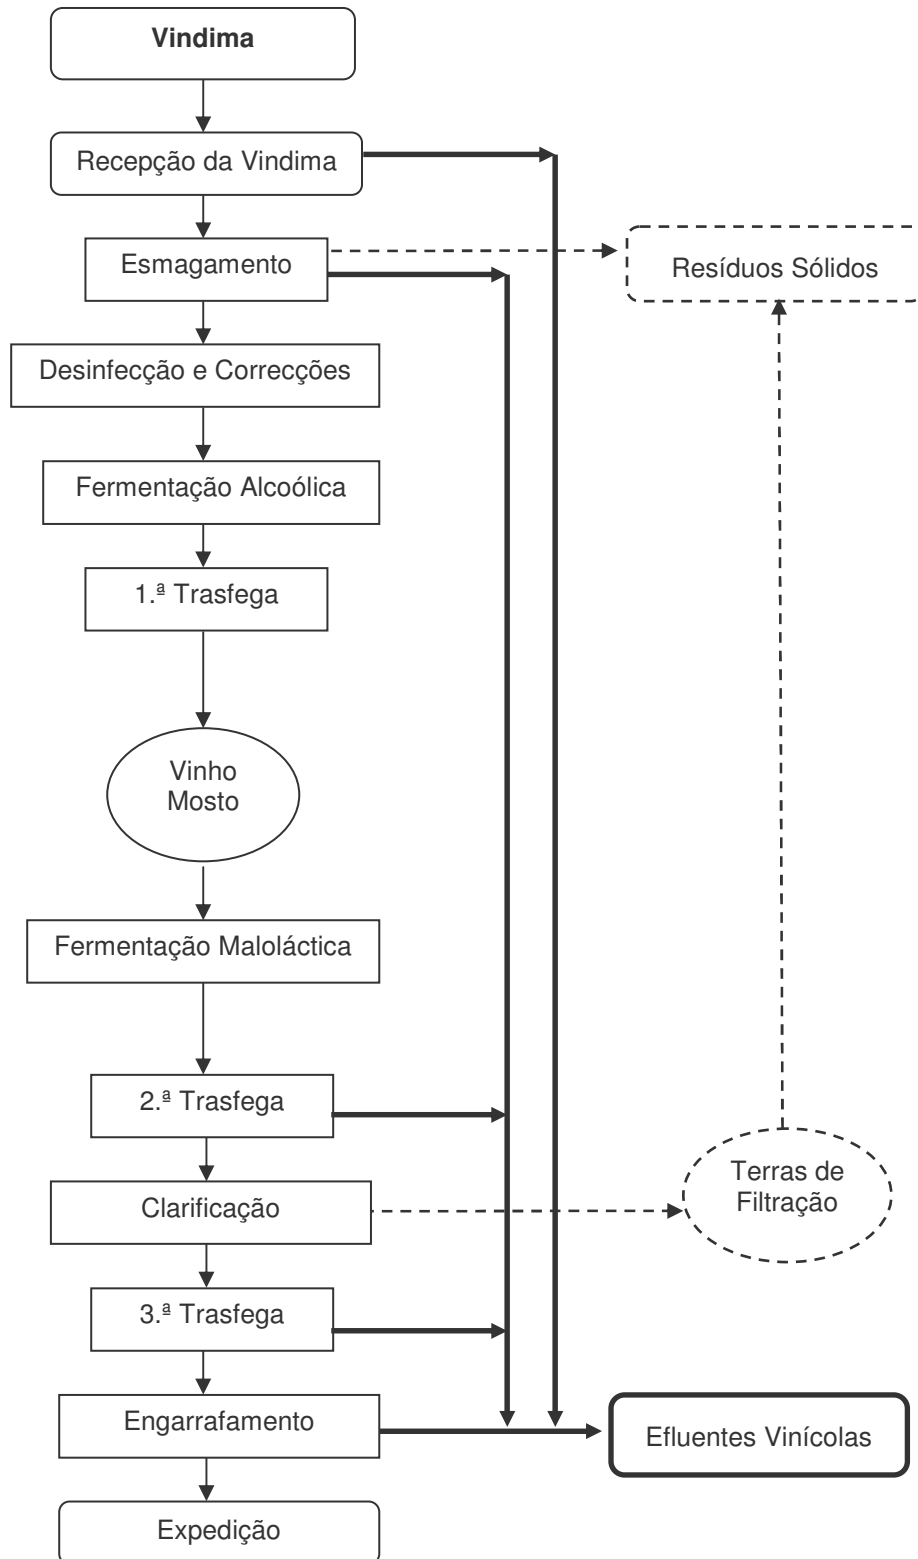 Vindima
Recepção da Vindima
Esmagamento
Resíduos Sólidos
Desinfecção e Correcções
Fermentação Alcoólica
1.ª Trasfega
Vinho
Mosto
Fermentação Maloláctica
2.ª Trasfega
Clarificação
Terras de
Filtração
3.ª Trasfega
Engarrafamento
Efluentes Vinícolas
Expedição